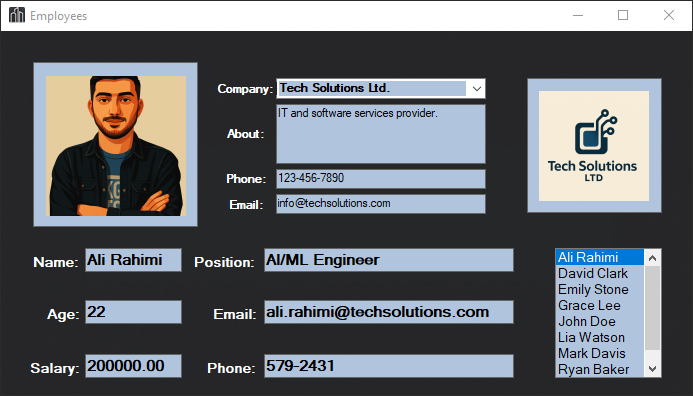 Employees
Company: Tech Solutions Ltd.
About: IT and software services provider.
Phone: 123-456-7890
Email: info@techsolutions.com
Tech Solutions
LTD
Name: Ali Rahimi Position: AI/ML Engineer
Age: 22 Email: ali.rahimi@techsolutions.com
Salary: 200000.00 Phone: 579-2431
Ali Rahimi
David Clark
Emily Stone
Grace Lee
John Doe
Lia Watson
Mark Davis
Ryan Baker